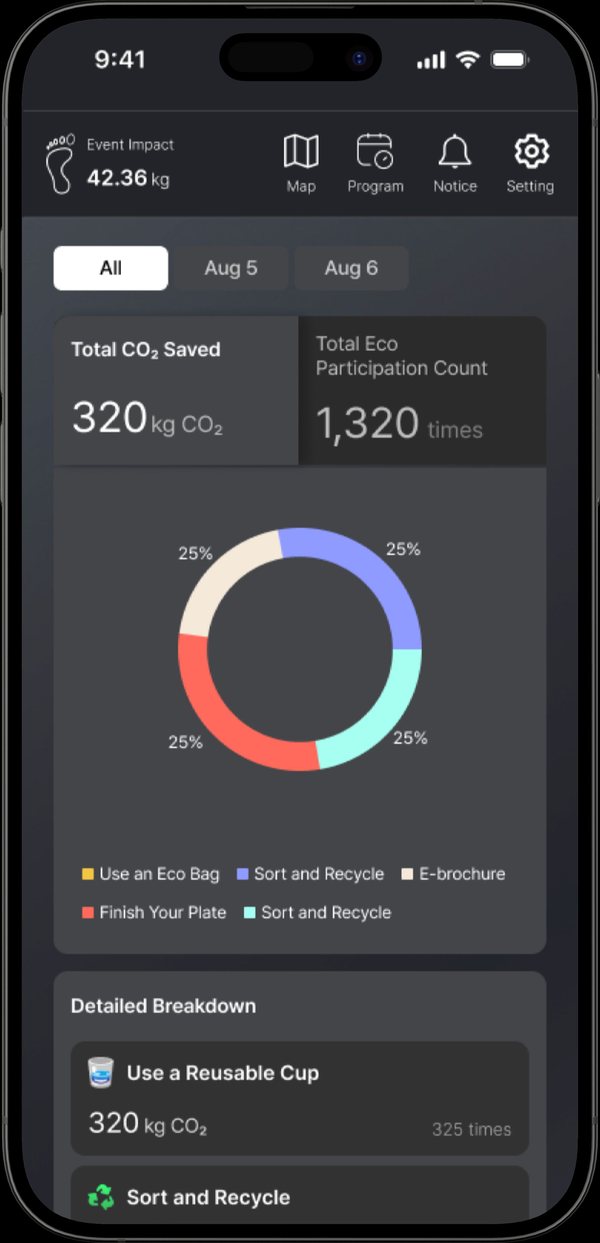 9:41
Event Impact
42.36 kg
Map
Program
Notice
Setting
All
Aug 5
Aug 6
Total CO₂ Saved
320 kg CO₂
Total Eco
Participation Count
1,320 times
25%
25%
25%
25%
Use an Eco Bag
Sort and Recycle
E-brochure
Finish Your Plate
Sort and Recycle
Detailed Breakdown
Use a Reusable Cup
320 kg CO₂
325 times
Sort and Recycle